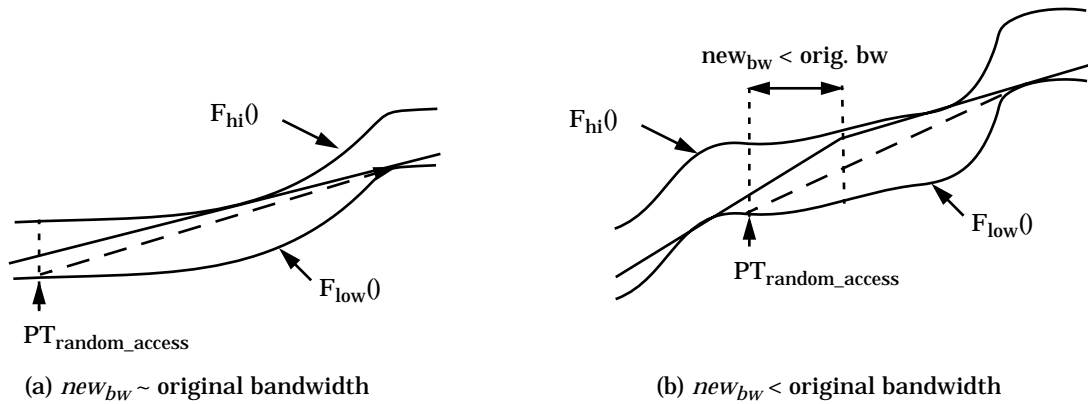 F_hi()
F_low()
PT_random_access
(a) new_bw ~ original bandwidth
new_bw < orig. bw
F_hi()
F_low()
PT_random_access
(b) new_bw < original bandwidth